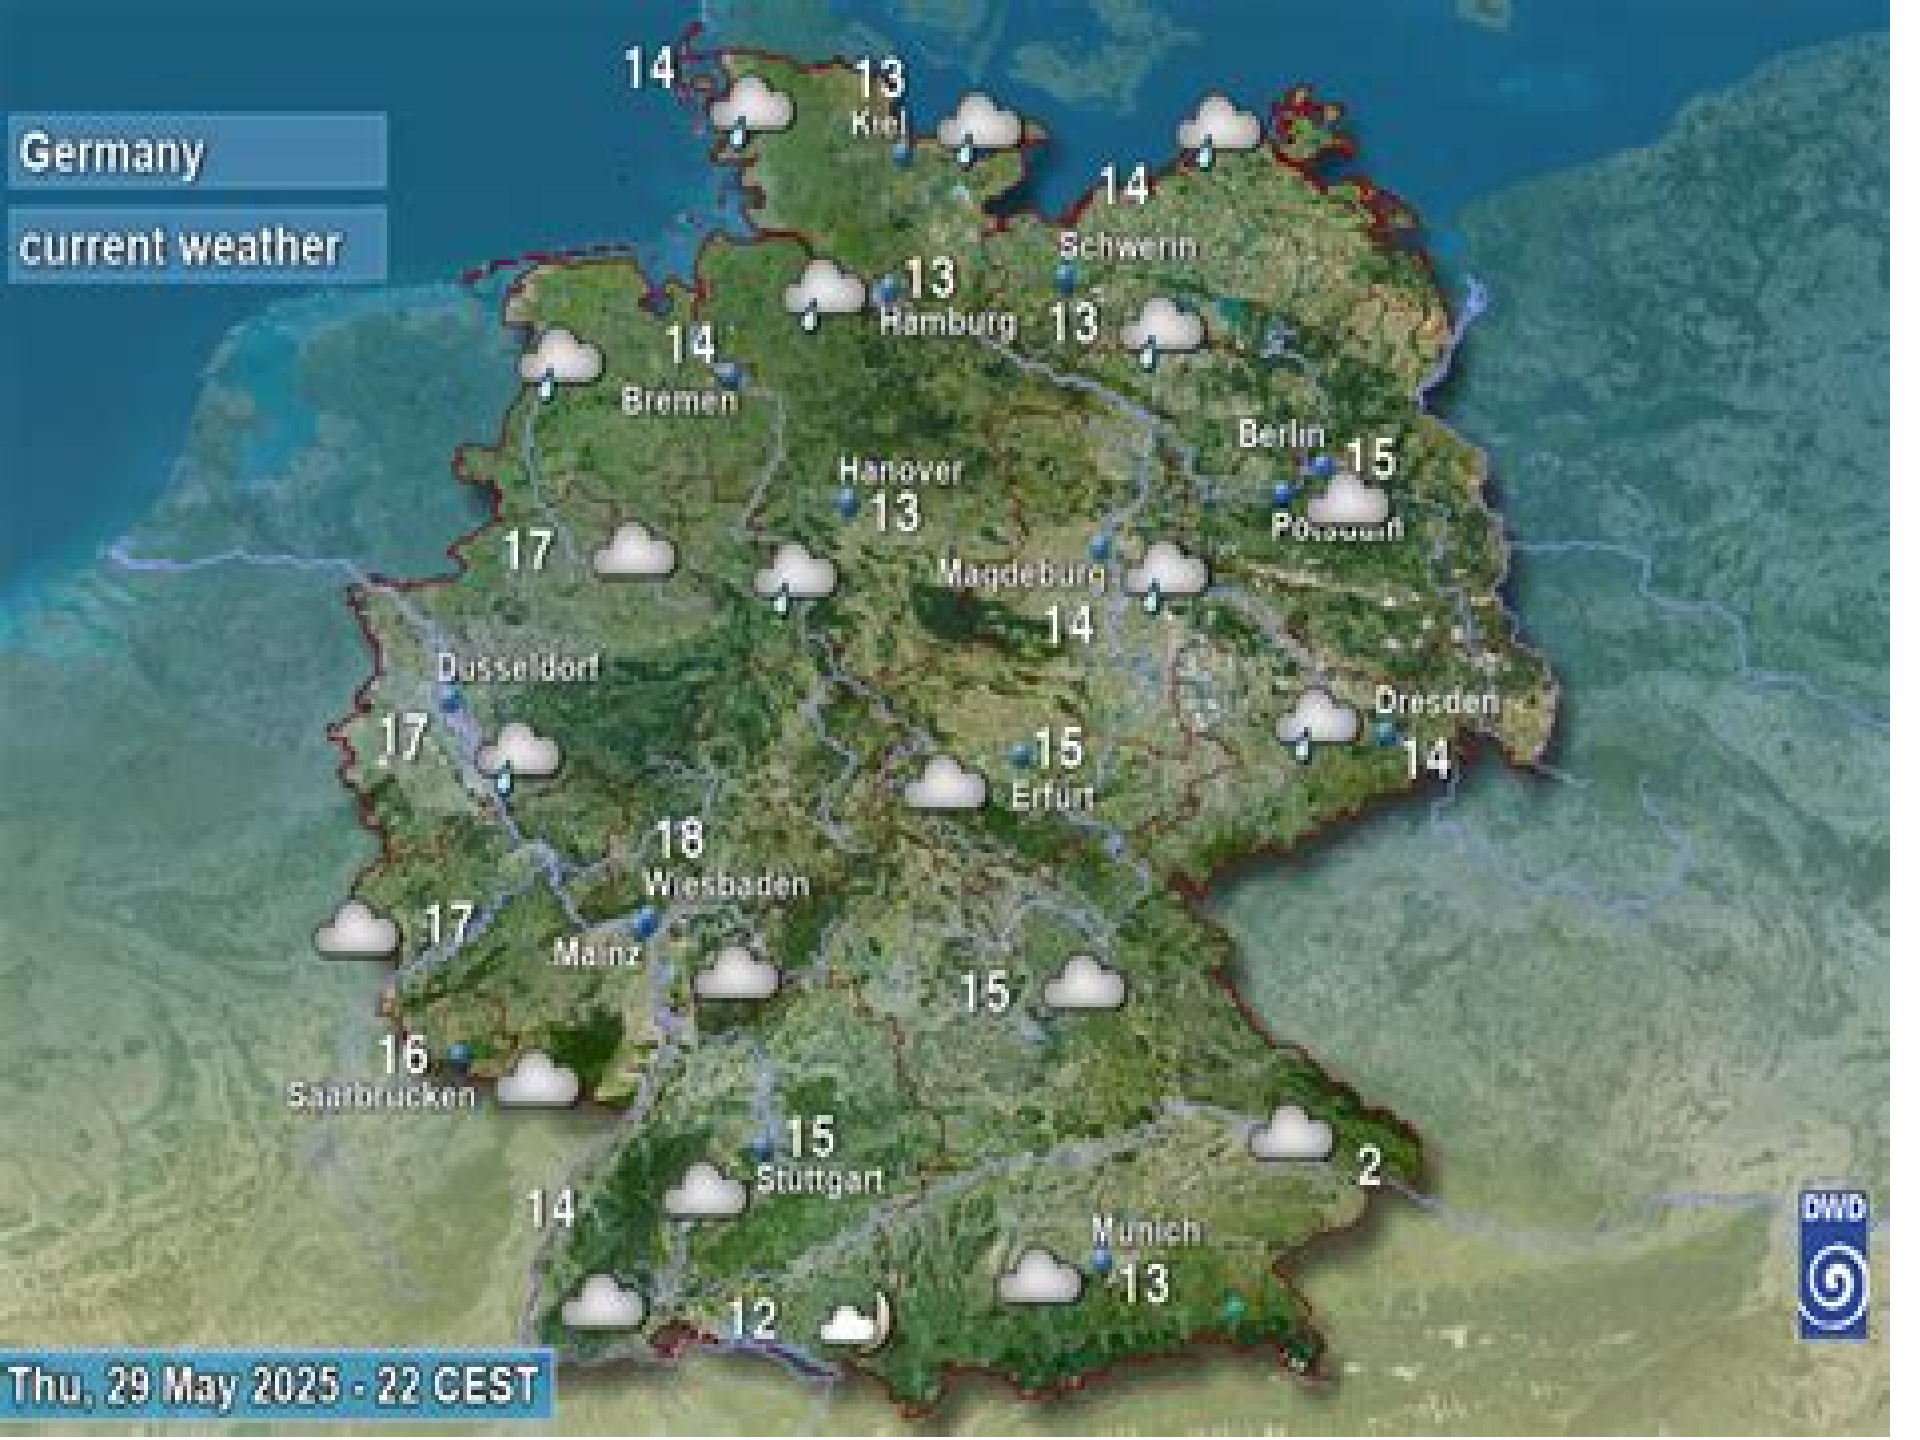 14
13
Kiel
Germany
14
current weather
Schwerin
13
Hamburg
13
14
Bremen
Berlin
15
Hanover
13
Potsdam
17
Magdeburg
14
Dusseldorf
17
Dresden
14
15
Erfurt
18
Wiesbaden
17
Mainz
15
16
Saarbrucken
15
Stuttgart
2
14
DWD
Munich
13
12
Thu, 29 May 2025 - 22 CEST